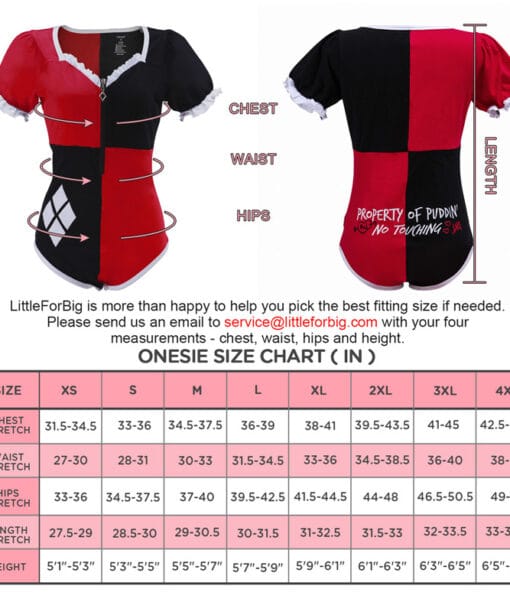 CHEST
WAIST
HIPS
LENGTH
PROPERTY OF PUDDIN'
NO TOUCHING
LittleForBig is more than happy to help you pick the best fitting size if needed.
Please send us an email to service@littleforbig.com with your four
measurements - chest, waist, hips and height.
ONESIE SIZE CHART ( IN )
SIZE XS S M L XL 2XL 3XL 4X
HEST 31.5-34.5 33-36 34.5-37.5 36-39 38-41 39.5-43.5 41-45 42.5-
TRETCH
AIST 27-30 28-31 30-33 31.5-34.5 33-36 34.5-38.5 36-40 38-
TRETCH
HIPS 33-36 34.5-37.5 37-40 39.5-42.5 41.5-44.5 44-48 46.5-50.5 49-
TRETCH
NGTH 27.5-29 28.5-30 29-30.5 30-31.5 31-32.5 31.5-33 32-33.5 33-3
TRETCH
EIGHT 5'1"-5'3" 5'3"-5'5" 5'5"-5'7" 5'7"-5'9" 5'9"-6'1" 6'1"-6'3" 6'3"-6'5" 6'5"-